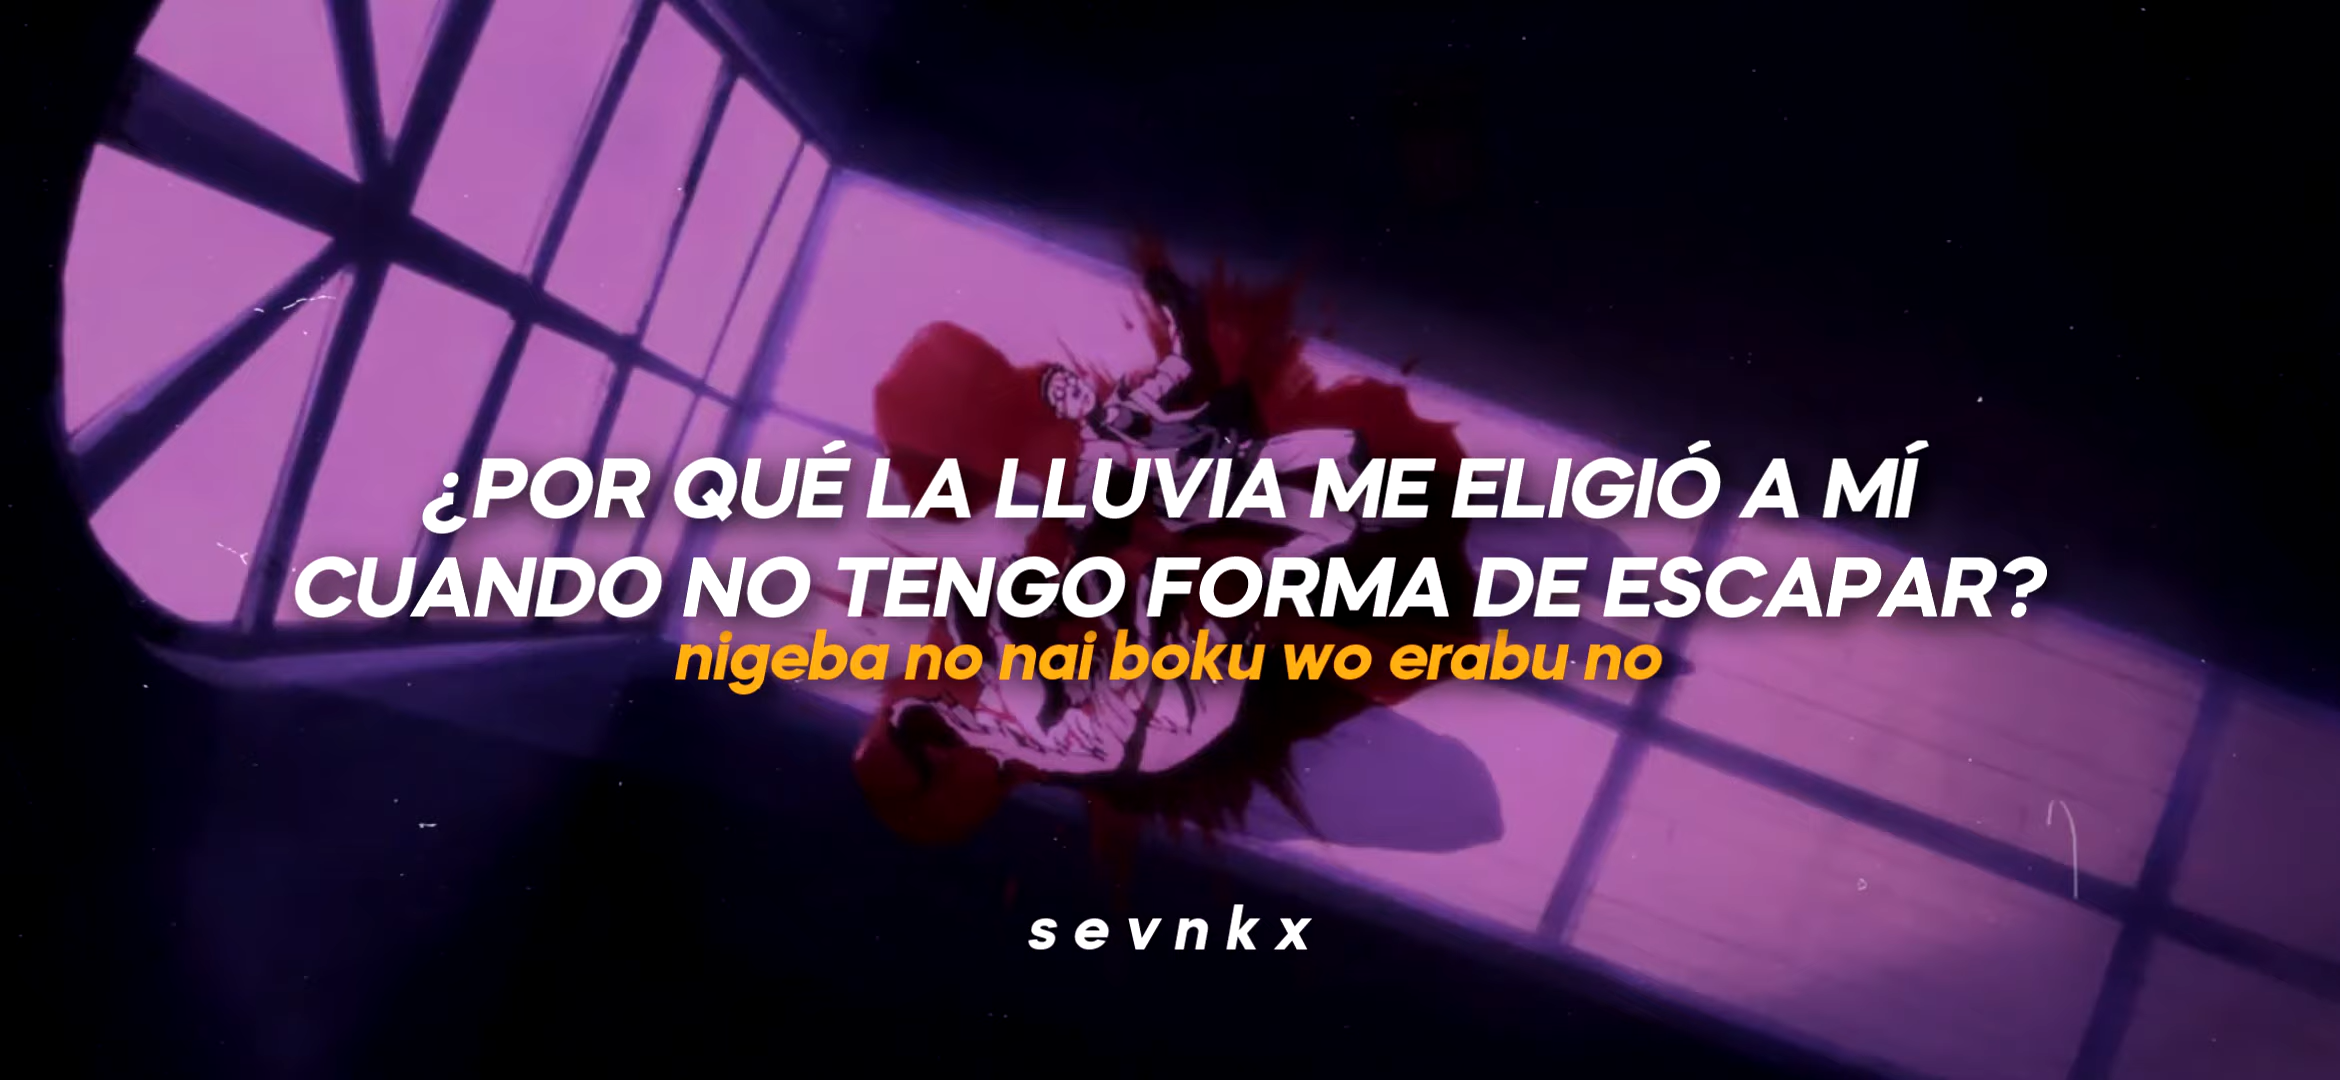 ¿POR QUÉ LA LLUVIA ME ELIGIÓ A MÍ
CUANDO NO TENGO FORMA DE ESCAPAR?
nigeba no nai boku wo erabu no
sevnkx